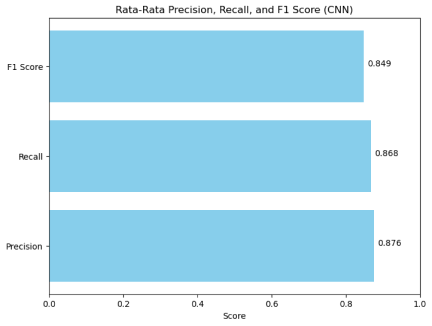 Rata-Rata Precision, Recall, and F1 Score (CNN)
F1 Score
0.849
Recall
0.868
Precision
0.876
0.0 0.2 0.4 0.6 0.8 1.0
Score